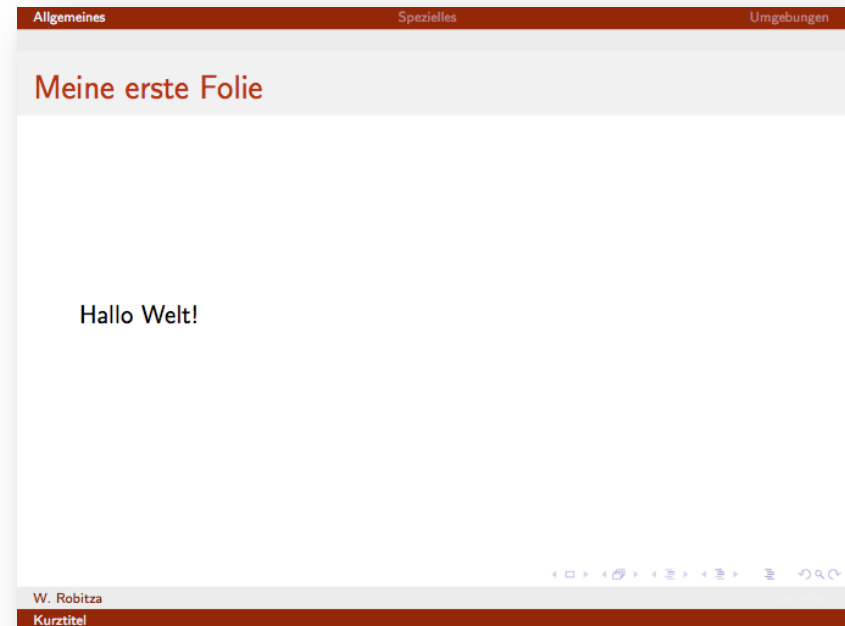 Allgemeines Spezielles Umgebungen
Meine erste Folie
Hallo Welt!
W. Robitza
Kurztitel